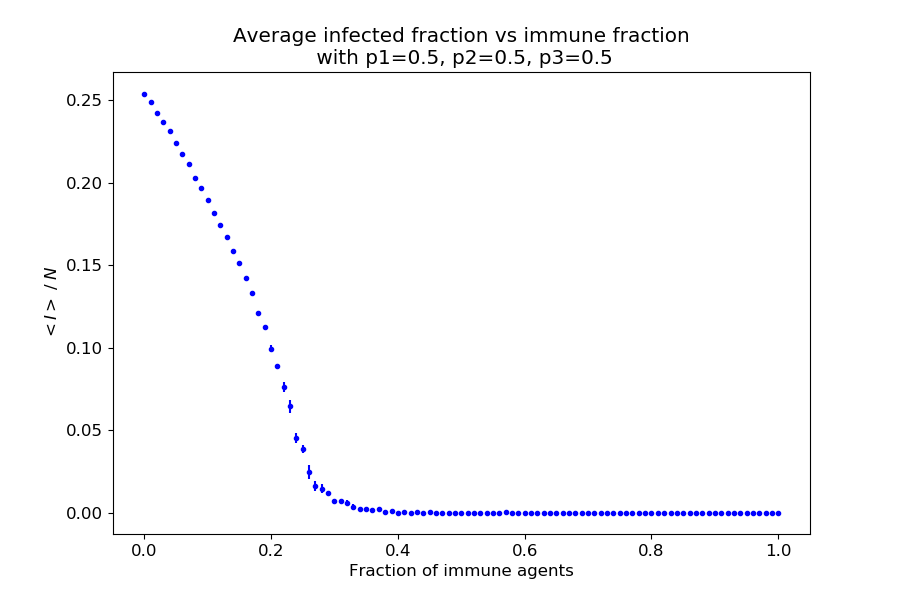 Average infected fraction vs immune fraction
with p1=0.5, p2=0.5, p3=0.5
0.25
0.20
0.15
0.10
0.05
0.00
<I> / N
0.0 0.2 0.4 0.6 0.8 1.0
Fraction of immune agents